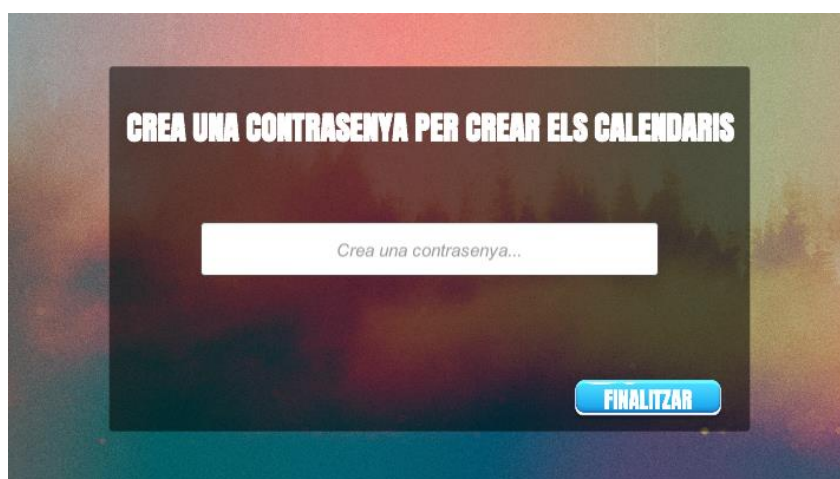 CREA UNA CONTRASENYA PER CREAR ELS CALENDARIS
Crea una contrasenya...
FINALITZAR